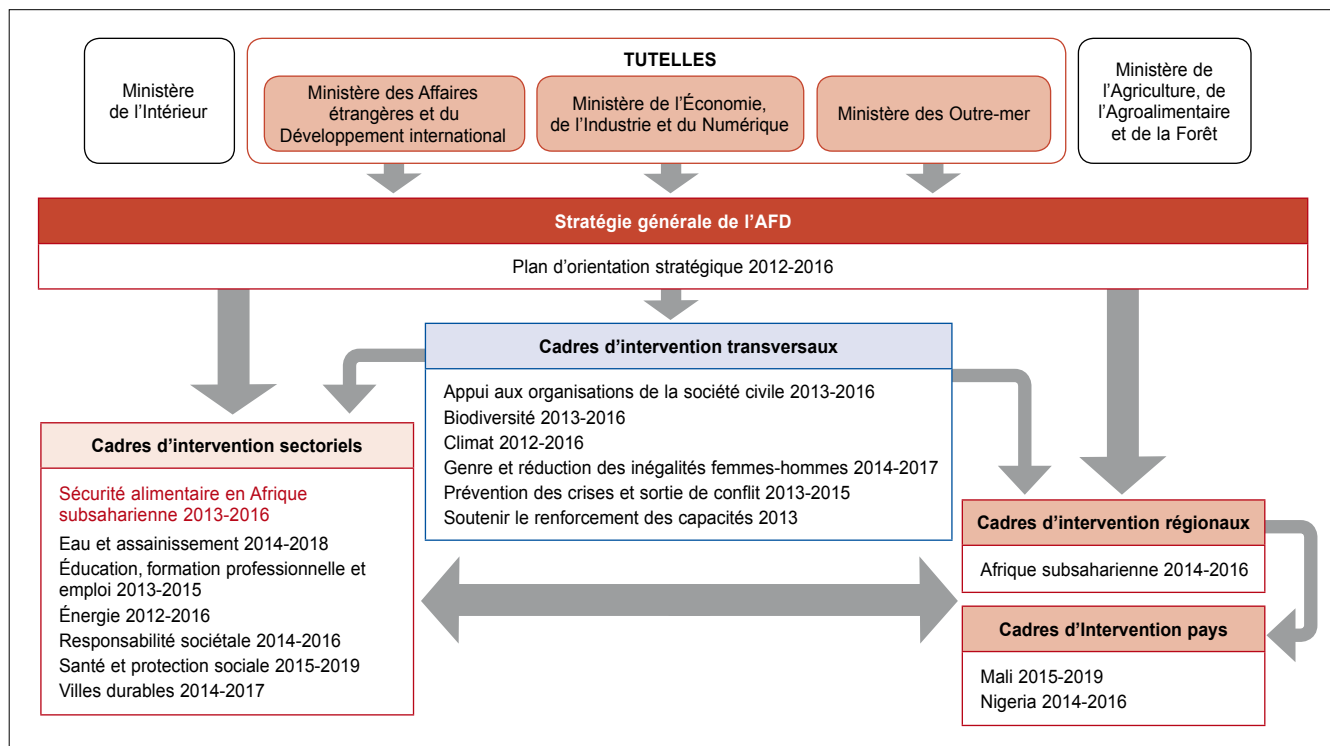 Ministère
de l'Intérieur
TUTELLES
Ministère des Affaires
étrangères et du
Développement international
Ministère de l'Économie,
de l'Industrie et du Numérique
Ministère des Outre-mer
Ministère de
l'Agriculture, de
l'Agroalimentaire
et de la Forêt
Stratégie générale de l'AFD
Plan d'orientation stratégique 2012-2016
Cadres d'intervention transversaux
Appui aux organisations de la société civile 2013-2016
Biodiversité 2013-2016
Climat 2012-2016
Genre et réduction des inégalités femmes-hommes 2014-2017
Prévention des crises et sortie de conflit 2013-2015
Soutenir le renforcement des capacités 2013
Cadres d'intervention sectoriels
Sécurité alimentaire en Afrique
subsaharienne 2013-2016
Eau et assainissement 2014-2018
Éducation, formation professionnelle et
emploi 2013-2015
Énergie 2012-2016
Responsabilité sociétale 2014-2016
Santé et protection sociale 2015-2019
Villes durables 2014-2017
Cadres d'intervention régionaux
Afrique subsaharienne 2014-2016
Cadres d'Intervention pays
Mali 2015-2019
Nigeria 2014-2016